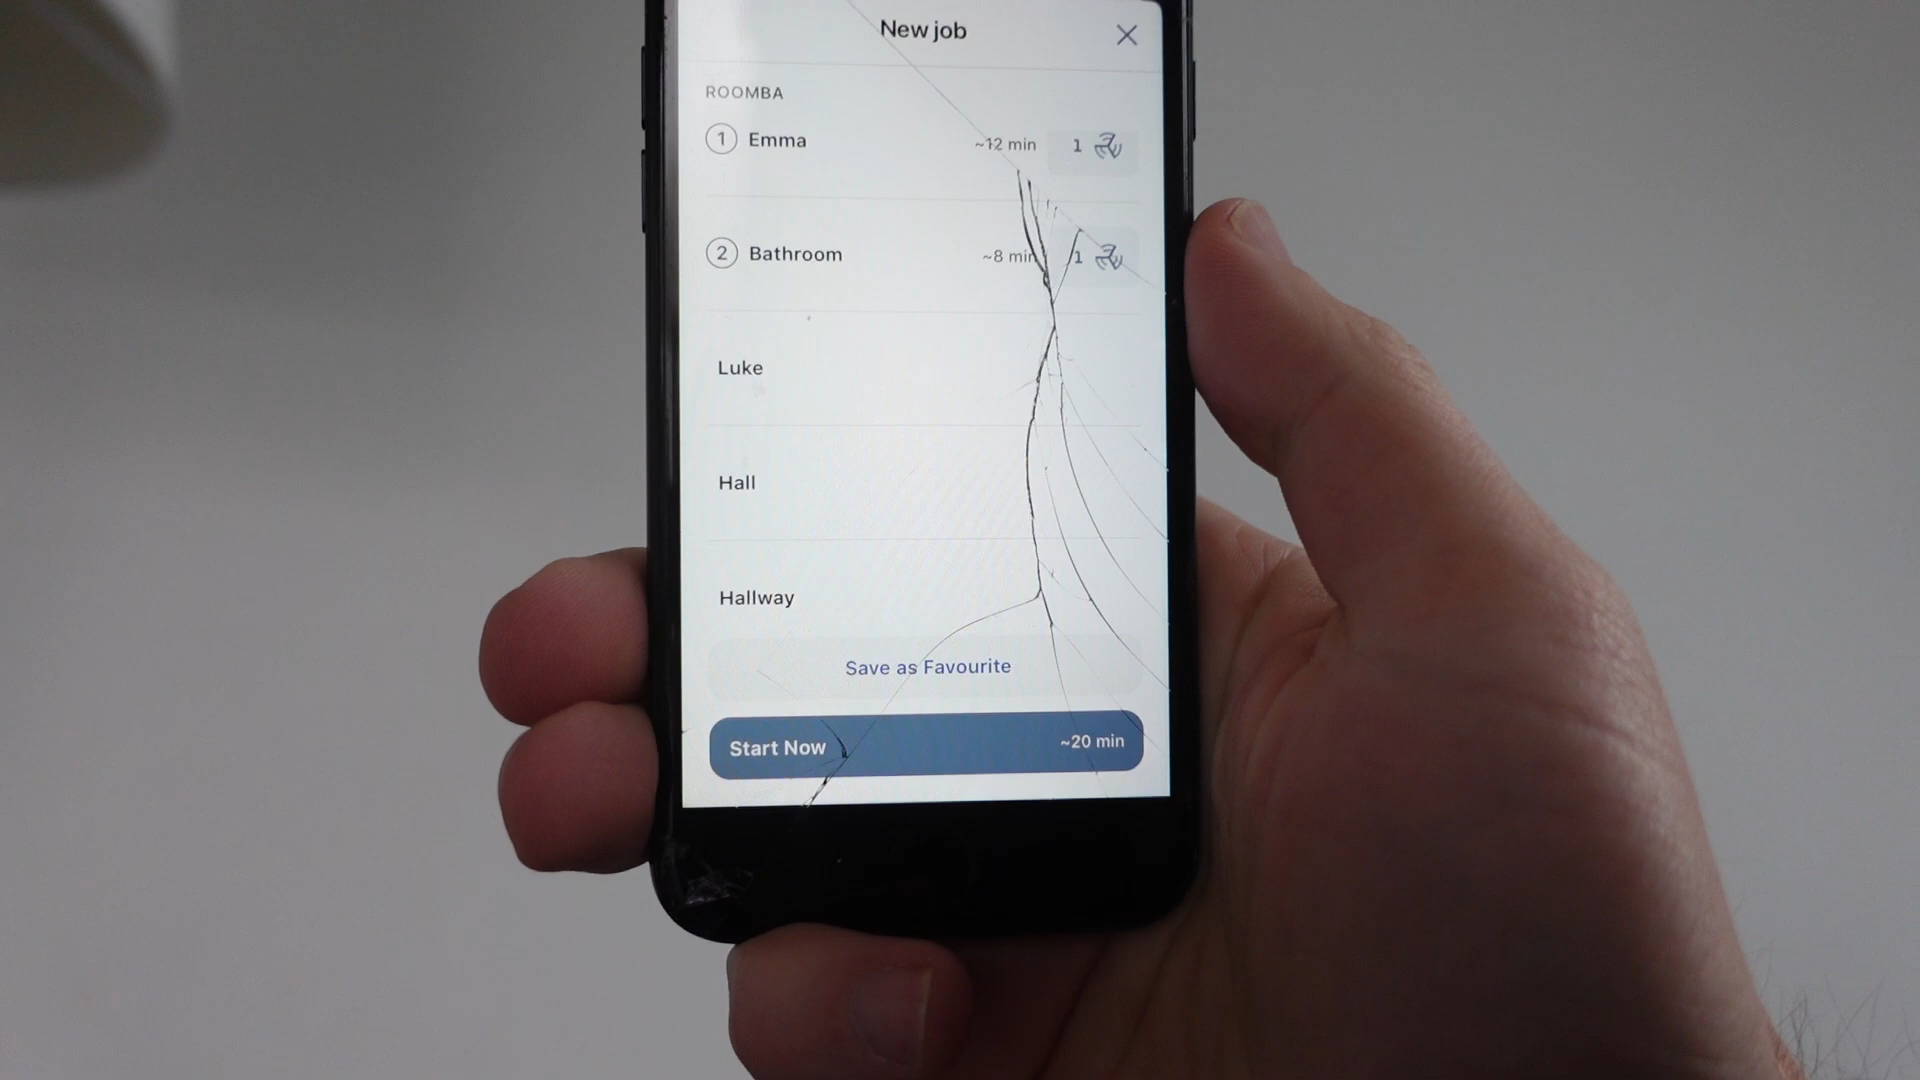 New job
ROOMBA
1 Emma ~12 min 1
2 Bathroom ~8 min 1
Luke
Hall
Hallway
Save as Favourite
Start Now ~20 min